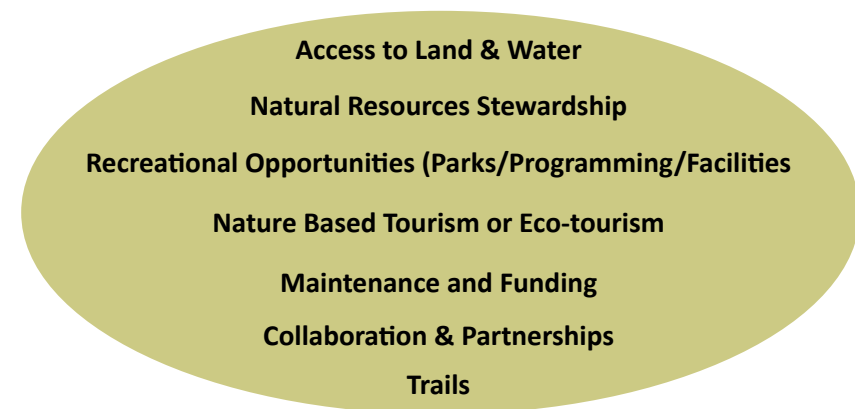 Access to Land & Water
Natural Resources Stewardship
Recreational Opportunities (Parks/Programming/Facilities
Nature Based Tourism or Eco-tourism
Maintenance and Funding
Collaboration & Partnerships
Trails